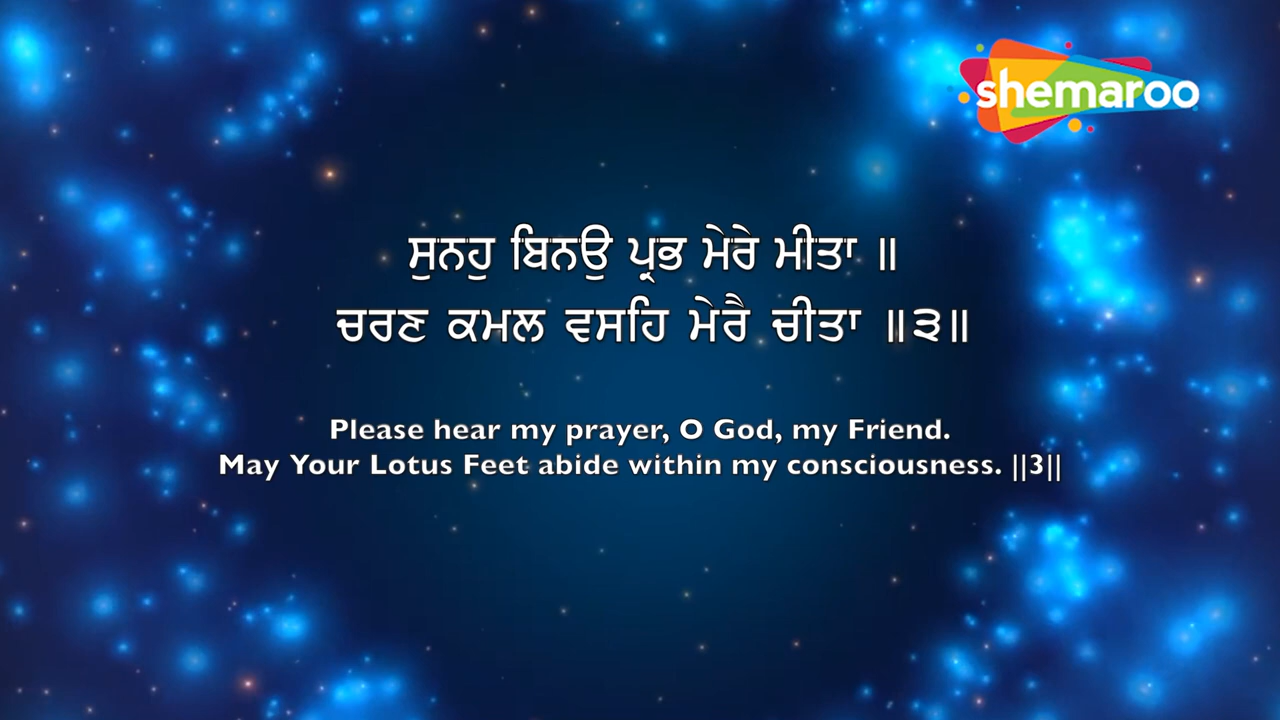 shemaroo
ਸੁਨਹੁ ਬਿਨਉ ਪ੍ਰਭ ਮੇਰੇ ਮੀਤਾ ॥
ਚਰਣ ਕਮਲ ਵਸਹਿ ਮੇਰੈ ਚੀਤਾ ॥੩॥
Please hear my prayer, O God, my Friend.
May Your Lotus Feet abide within my consciousness. ||3||